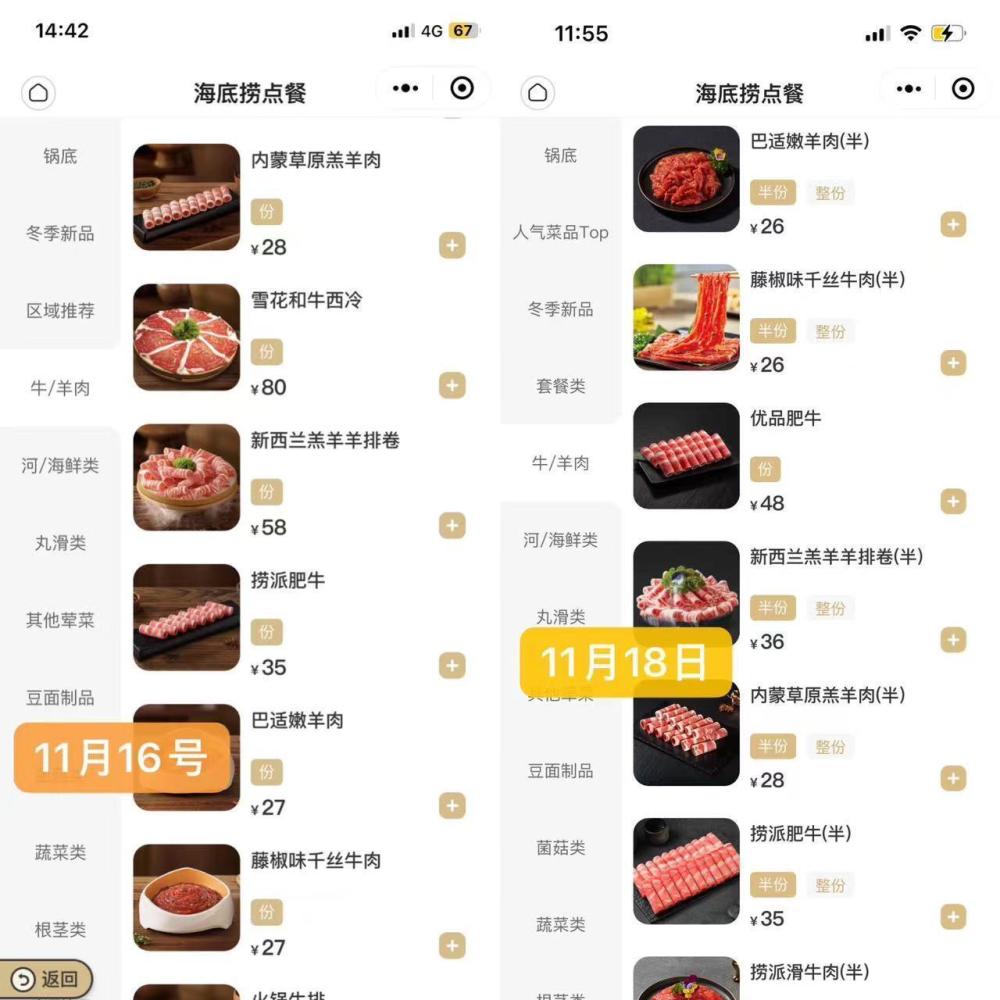 14:42
4G 67
海底捞点餐
锅底
冬季新品
区域推荐
牛/羊肉
河/海鲜类
丸滑类
其他荤菜
豆面制品
11月16号
蔬菜类
根茎类
返回
内蒙草原羔羊肉
份
¥28
雪花和牛西冷
份
¥80
新西兰羔羊羊排卷
份
¥58
捞派肥牛
份
¥35
巴适嫩羊肉
份
¥27
藤椒味千丝牛肉
份
¥27
火锅牛排
11:55
海底捞点餐
锅底
人气菜品Top
冬季新品
套餐类
牛/羊肉
河/海鲜类
丸滑类
11月18日
其他荤菜
豆面制品
菌菇类
蔬菜类
根茎类
巴适嫩羊肉(半)
半份 整份
¥26
藤椒味千丝牛肉(半)
半份 整份
¥26
优品肥牛
份
¥48
新西兰羔羊羊排卷(半)
半份 整份
¥36
内蒙草原羔羊肉(半)
半份 整份
¥28
捞派肥牛(半)
半份 整份
¥35
捞派滑牛肉(半)